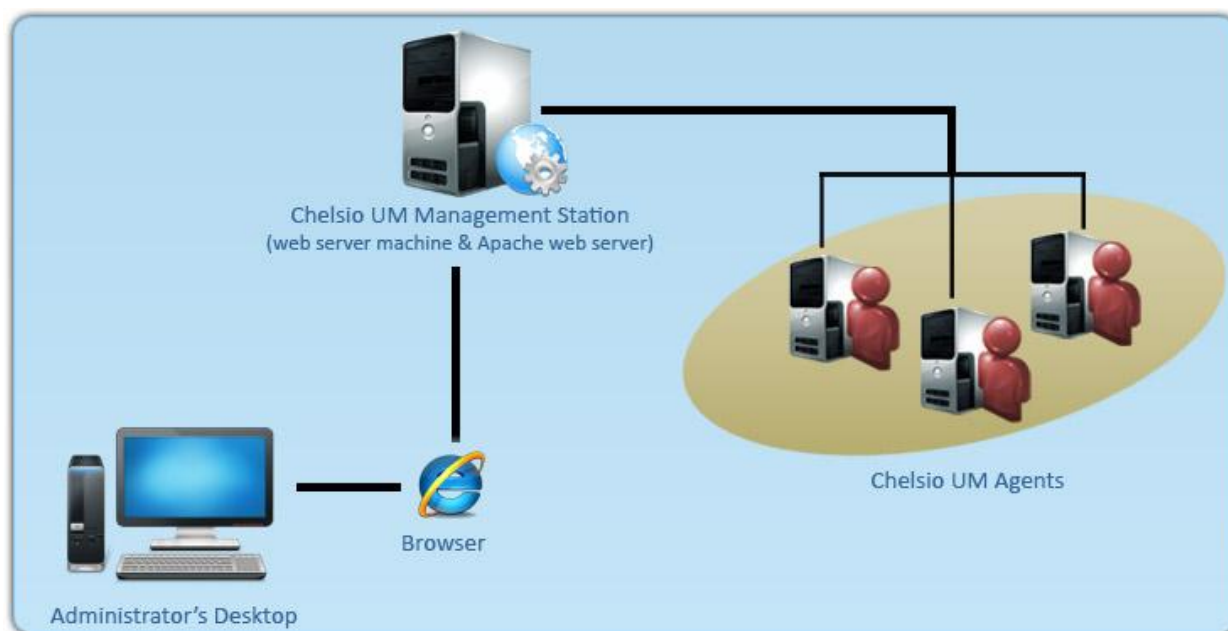 Chelsio UM Management Station
(web server machine & Apache web server)
Chelsio UM Agents
Browser
Administrator’s Desktop